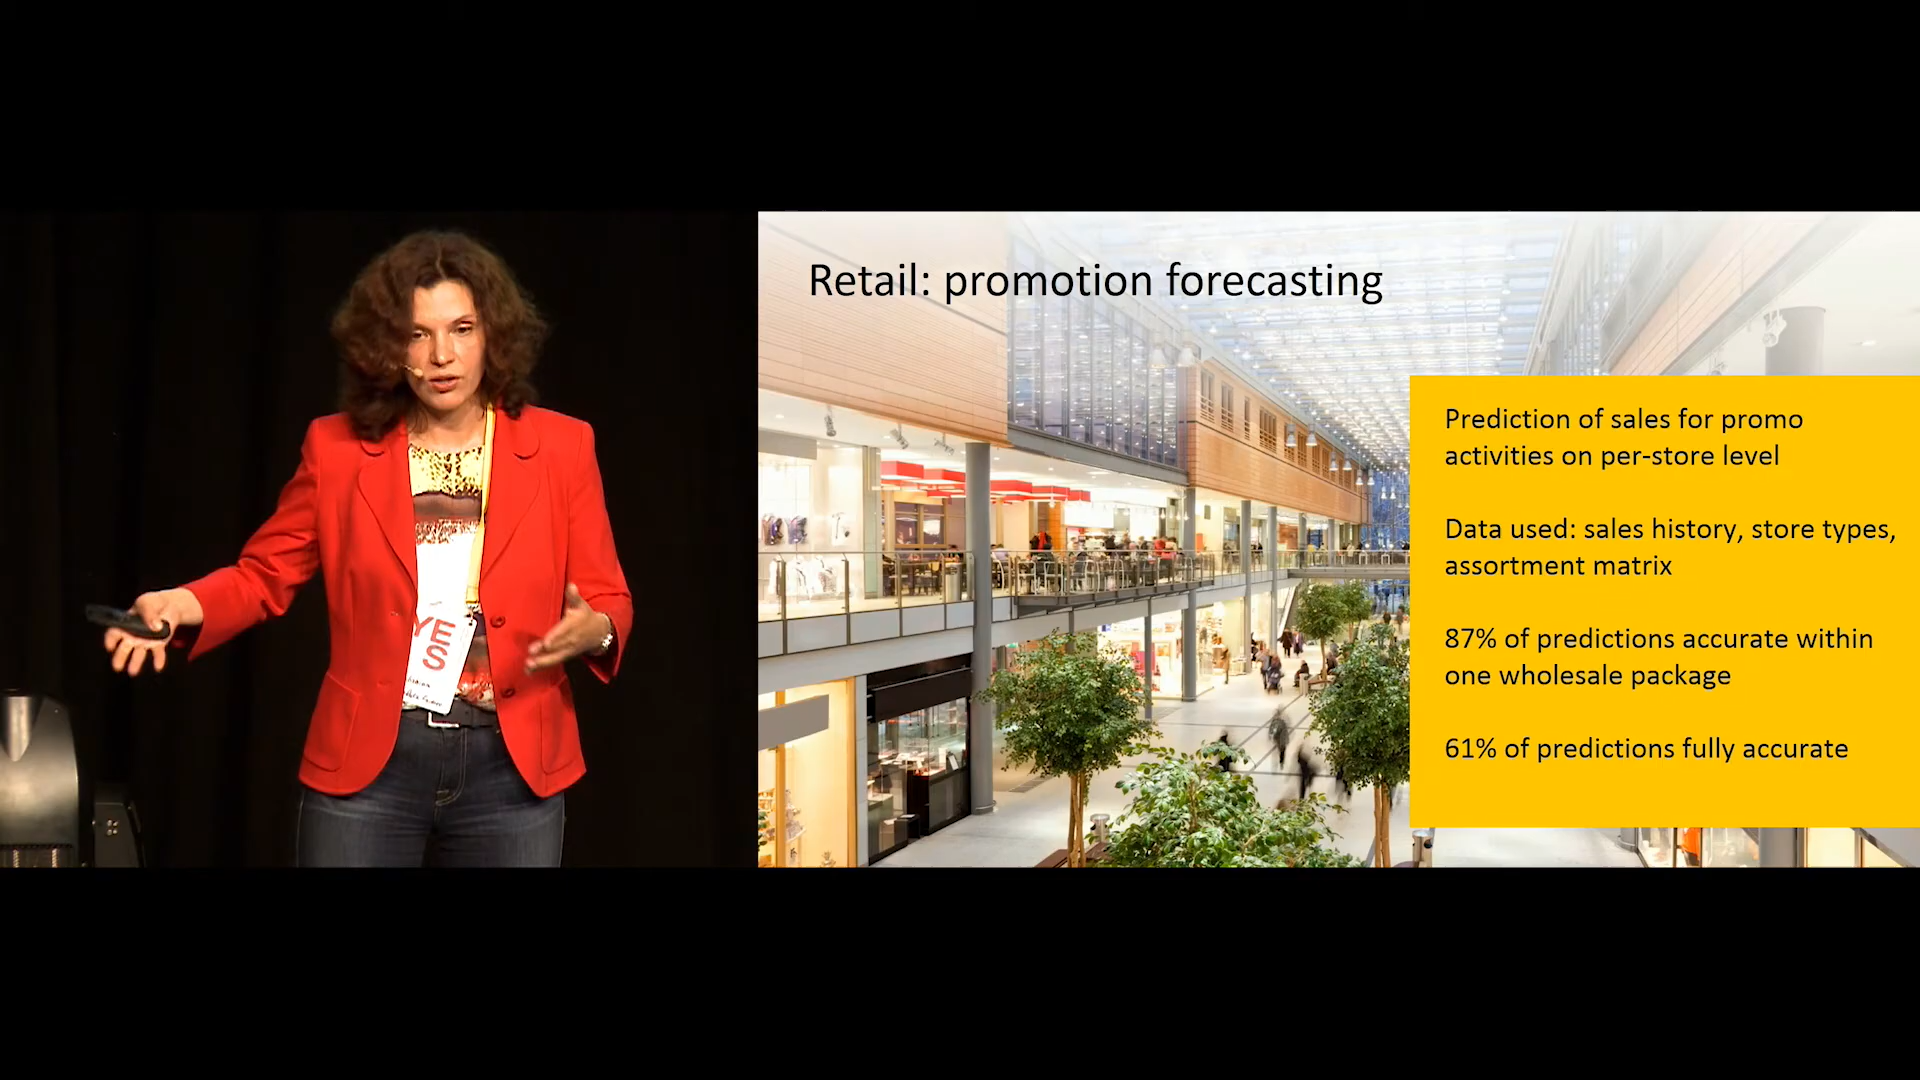 Retail: promotion forecasting
Prediction of sales for promo
activities on per-store level
Data used: sales history, store types,
assortment matrix
87% of predictions accurate within
one wholesale package
61% of predictions fully accurate
YE
S